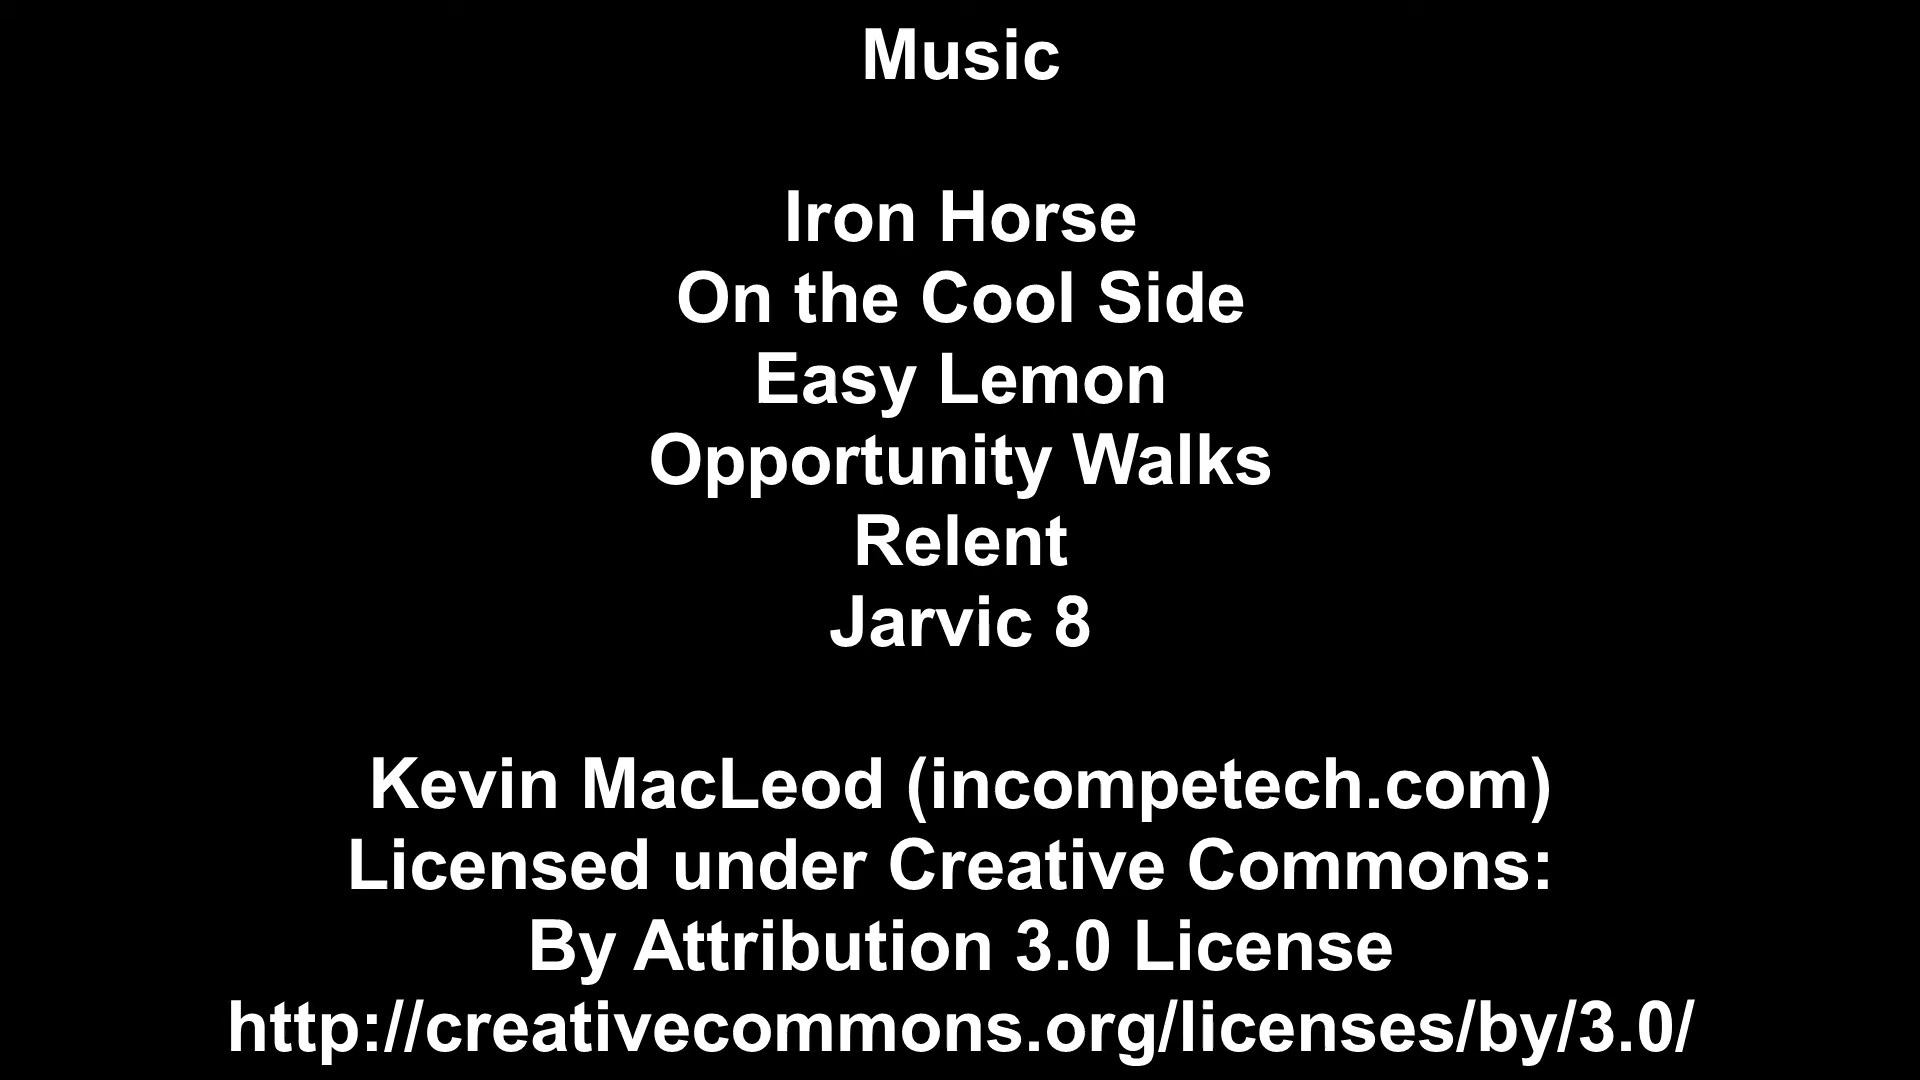 Music
Iron Horse
On the Cool Side
Easy Lemon
Opportunity Walks
Relent
Jarvic 8
Kevin MacLeod (incompetech.com)
Licensed under Creative Commons:
By Attribution 3.0 License
http://creativecommons.org/licenses/by/3.0/